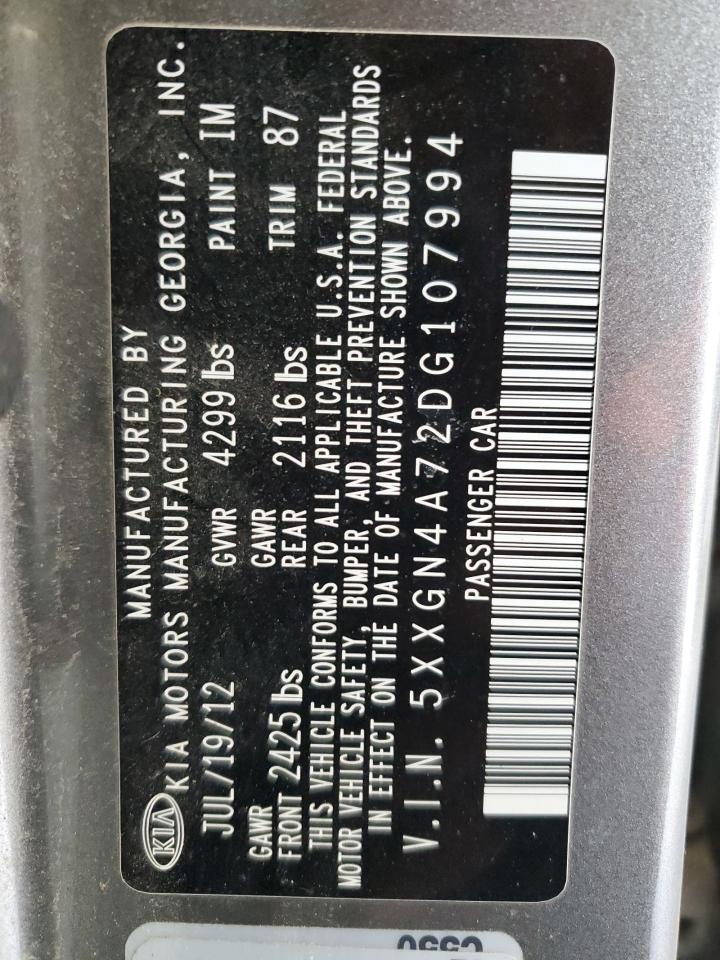 MANUFACTURED BY
KIA KIA MOTORS MANUFACTURING GEORGIA, INC.
JUL/19/12 GVWR 4299 lbs PAINT IM
GAWR GAWR
FRONT 2425 lbs REAR 2116 lbs TRIM 87
THIS VEHICLE CONFORMS TO ALL APPLICABLE U.S.A. FEDERAL
MOTOR VEHICLE SAFETY, BUMPER, AND THEFT PREVENTION STANDARDS
IN EFFECT ON THE DATE OF MANUFACTURE SHOWN ABOVE.
V.I.N. 5XXGN4A72DG107994
PASSENGER CAR